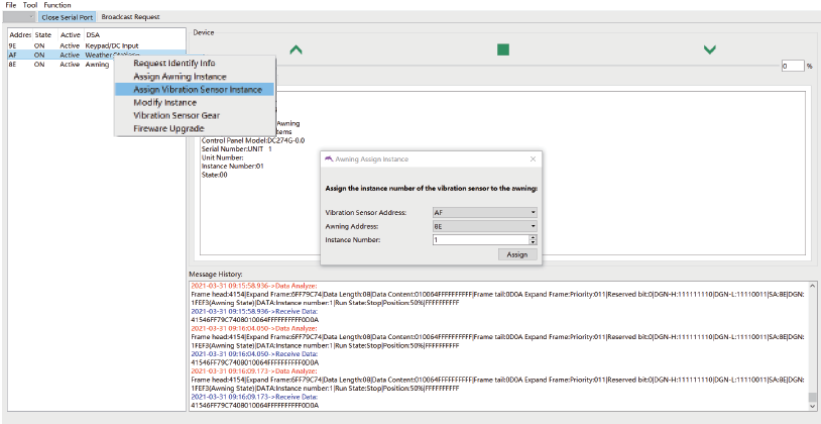 File Tool Function
Close Serial Port Broadcast Request
Addres State Active DSA
9E ON Active Keypad/DC Input
AF ON Active Weather
8E ON Active Awning
Request Identify Info
Assign Awning Instance
Assign Vibration Sensor Instance
Modify Instance
Vibration Sensor Gear
Fireware Upgrade
Device
0 %
Awning
tems
Control Panel Model:DC274G-0.0
Serial Number:UNIT 1
Unit Number:
Instance Number:01
State:00
Awning Assign Instance
Assign the instance number of the vibration sensor to the awning:
Vibration Sensor Address: AF
Awning Address: 8E
Instance Number: 1
Assign
Message History:
2021-03-31 09:15:58.936->Data Analyze:
Frame head:4154|Expand Frame:6FF79C74|Data Length:08|Data Content:010064FFFFFFFFFF|Frame tail:0D0A Expand Frame:Priority:011|Reserved bit:0|DGN-H:111111110|DGN-L:11110011|SA:8E|DGN:
1FEF3|Awning State|DATA:Instance number:1|Run State:Stop|Position:50%|FFFFFFFFFF
2021-03-31 09:15:58.936->Receive Data:
41546FF79C7408010064FFFFFFFFFF0D0A
2021-03-31 09:16:04.050->Data Analyze:
Frame head:4154|Expand Frame:6FF79C74|Data Length:08|Data Content:010064FFFFFFFFFF|Frame tail:0D0A Expand Frame:Priority:011|Reserved bit:0|DGN-H:111111110|DGN-L:11110011|SA:8E|DGN:
1FEF3|Awning State|DATA:Instance number:1|Run State:Stop|Position:50%|FFFFFFFFFF
2021-03-31 09:16:04.050->Receive Data:
41546FF79C7408010064FFFFFFFFFF0D0A
2021-03-31 09:16:09.173->Data Analyze:
Frame head:4154|Expand Frame:6FF79C74|Data Length:08|Data Content:010064FFFFFFFFFF|Frame tail:0D0A Expand Frame:Priority:011|Reserved bit:0|DGN-H:111111110|DGN-L:11110011|SA:8E|DGN:
1FEF3|Awning State|DATA:Instance number:1|Run State:Stop|Position:50%|FFFFFFFFFF
2021-03-31 09:16:09.173->Receive Data:
41546FF79C7408010064FFFFFFFFFF0D0A